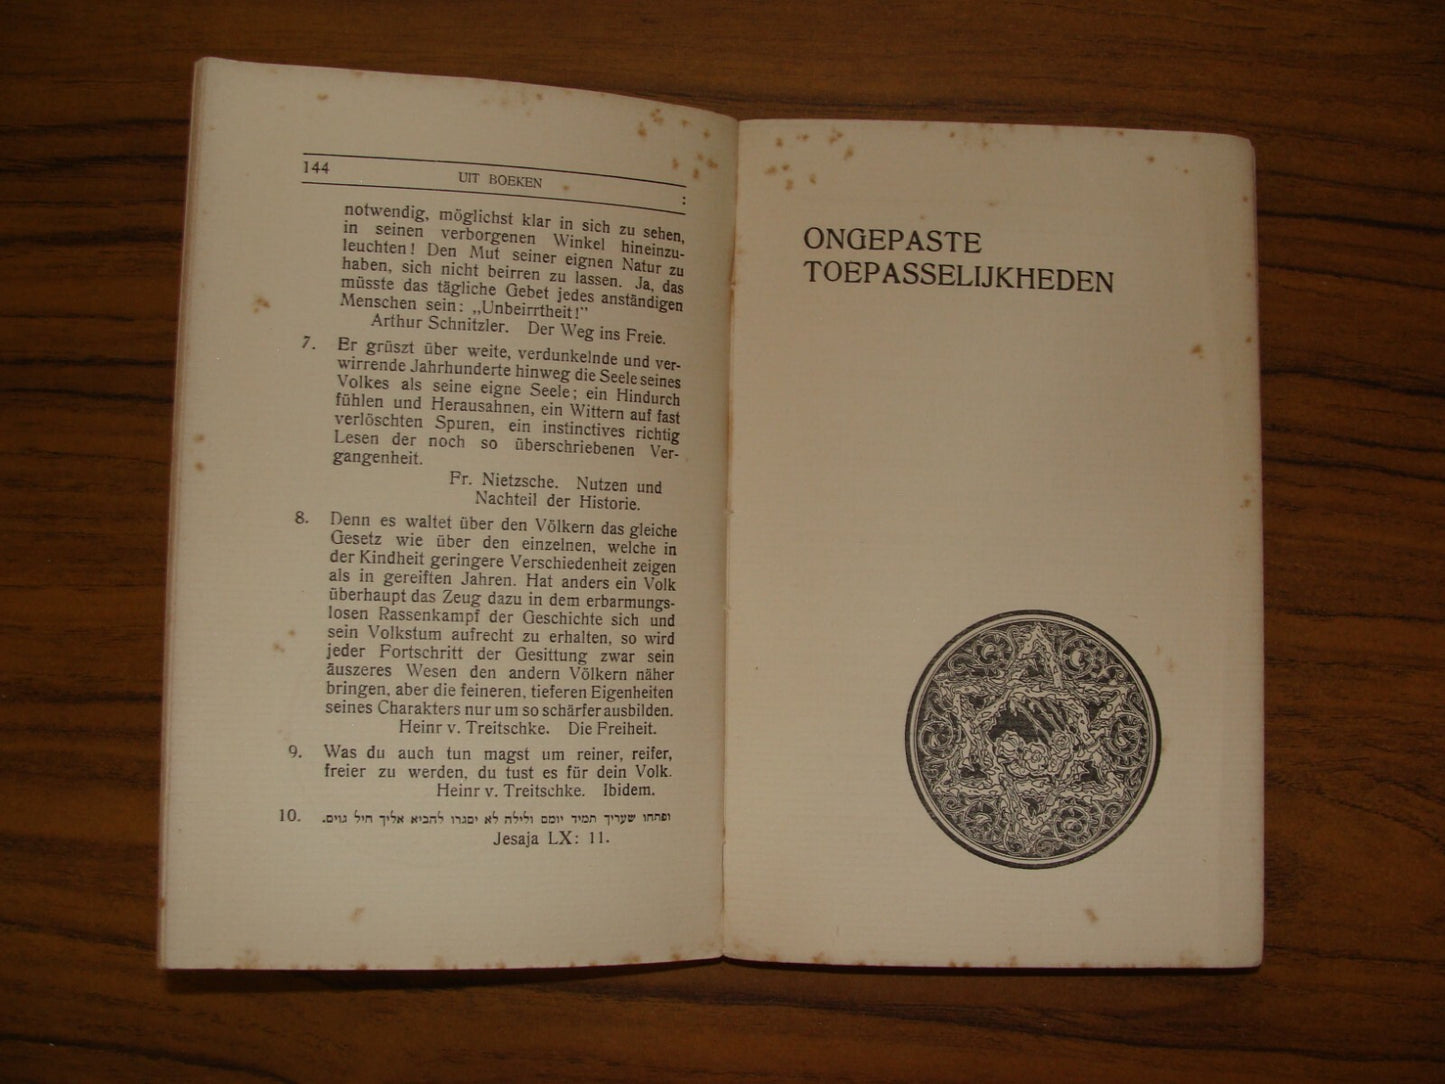 144
UIT BOEKEN
:
notwendig, möglichst klar in sich zu sehen,
in seinen verborgenen Winkel hineinzu-
leuchten! Den Mut seiner eignen Natur zu
haben, sich nicht beirren zu lassen. Ja, das
müsste das tägliche Gebet jedes anständigen
Menschen sein: „Unbeirrtheit!"
Arthur Schnitzler. Der Weg ins Freie.
7. Er grüszt über weite, verdunkelnde und ver-
wirrende Jahrhunderte hinweg die Seele seines
Volkes als seine eigne Seele; ein Hindurch
fühlen und Herausahnen, ein Wittern auf fast
verlöschten Spuren, ein instinctives richtig
Lesen der noch so überschriebenen Ver-
gangenheit.
Fr. Nietzsche. Nutzen und
Nachteil der Historie.
8. Denn es waltet über den Völkern das gleiche
Gesetz wie über den einzelnen, welche in
der Kindheit geringere Verschiedenheit zeigen
als in gereiften Jahren. Hat anders ein Volk
überhaupt das Zeug dazu in dem erbarmungs-
losen Rassenkampf der Geschichte sich und
sein Volkstum aufrecht zu erhalten, so wird
jeder Fortschritt der Gesittung zwar sein
äuszeres Wesen den andern Völkern näher
bringen, aber die feineren, tieferen Eigenheiten
seines Charakters nur um so schärfer ausbilden.
Heinr v. Treitschke. Die Freiheit.
9. Was du auch tun magst um reiner, reifer,
freier zu werden, du tust es für dein Volk.
Heinr v. Treitschke. Ibidem.
10. ופתחו שעריך תמיד יומם ולילה לא יסגרו להביא אליך חיל גוים.
Jesaja LX: 11.
ONGEPASTE
TOEPASSELIJKHEDEN